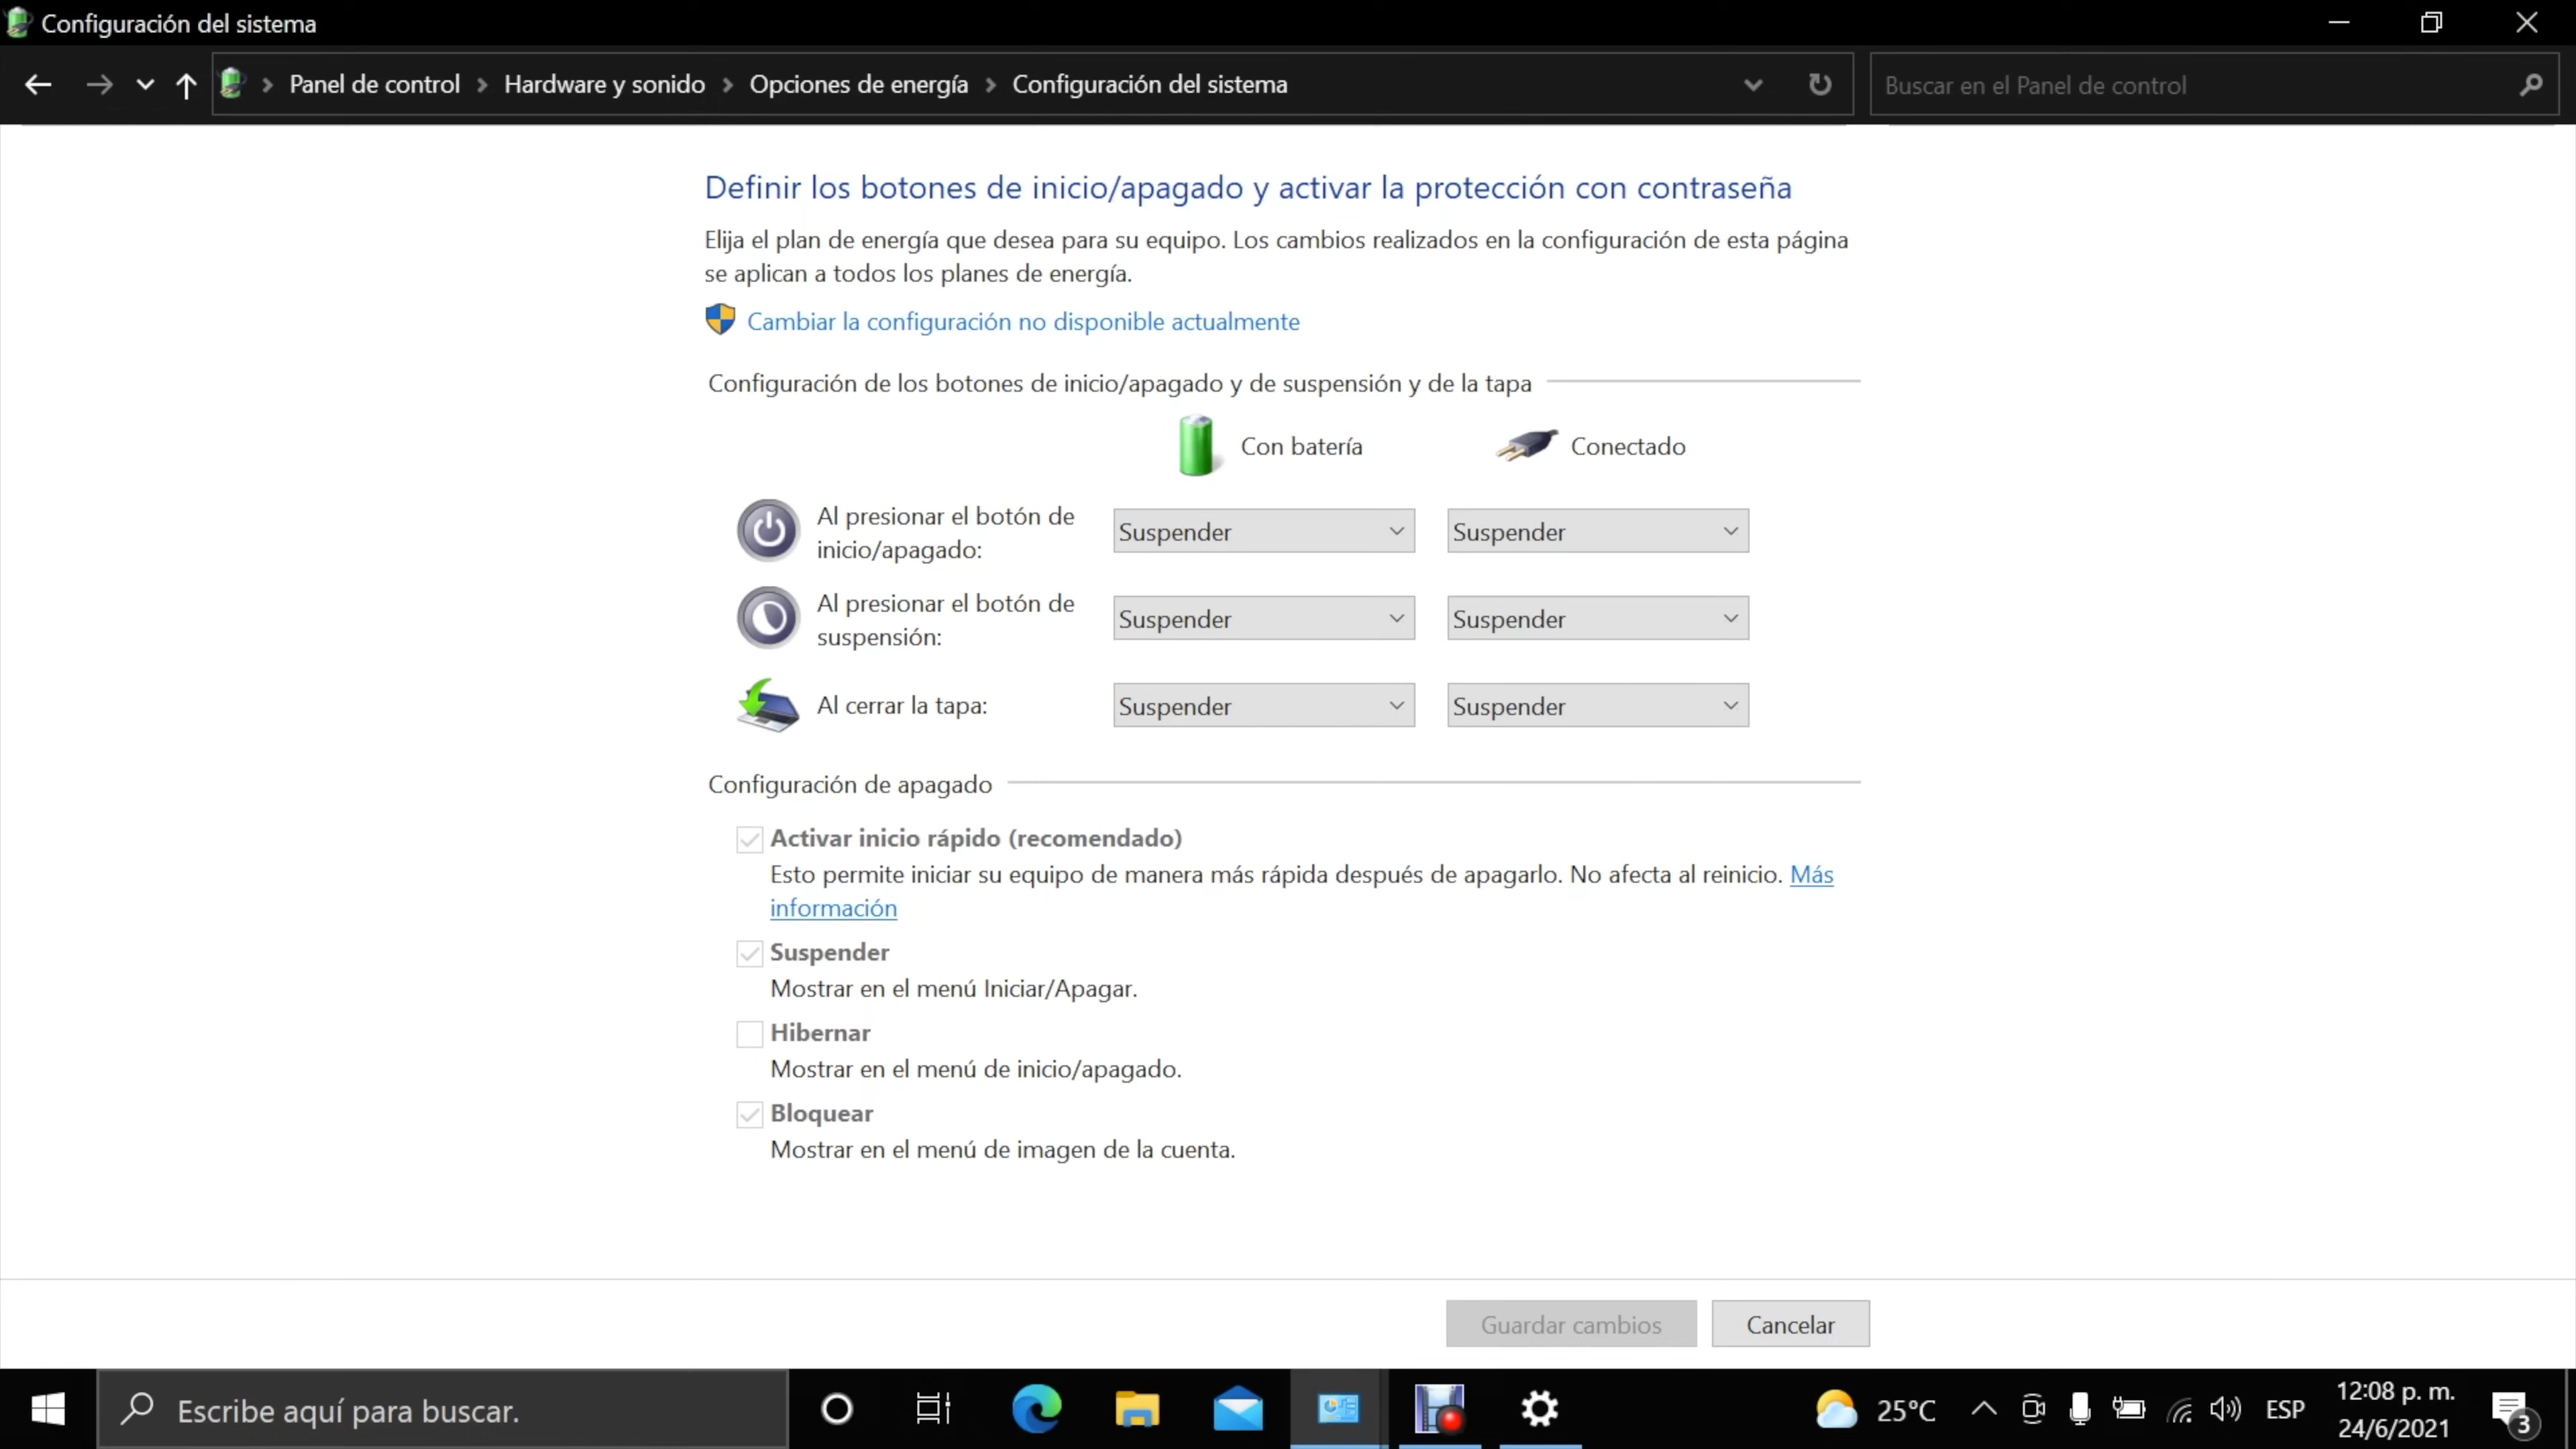 Configuración del sistema
Panel de control > Hardware y sonido > Opciones de energía > Configuración del sistema
Buscar en el Panel de control
Definir los botones de inicio/apagado y activar la protección con contraseña
Elija el plan de energía que desea para su equipo. Los cambios realizados en la configuración de esta página
se aplican a todos los planes de energía.
Cambiar la configuración no disponible actualmente
Configuración de los botones de inicio/apagado y de suspensión y de la tapa
Con batería Conectado
Al presionar el botón de
inicio/apagado:
Suspender Suspender
Al presionar el botón de
suspensión:
Suspender Suspender
Al cerrar la tapa: Suspender Suspender
Configuración de apagado
Activar inicio rápido (recomendado)
Esto permite iniciar su equipo de manera más rápida después de apagarlo. No afecta al reinicio. Más
información
Suspender
Mostrar en el menú Iniciar/Apagar.
Hibernar
Mostrar en el menú de inicio/apagado.
Bloquear
Mostrar en el menú de imagen de la cuenta.
Guardar cambios Cancelar
Escribe aquí para buscar.
25°C
ESP
12:08 p. m.
24/6/2021
3